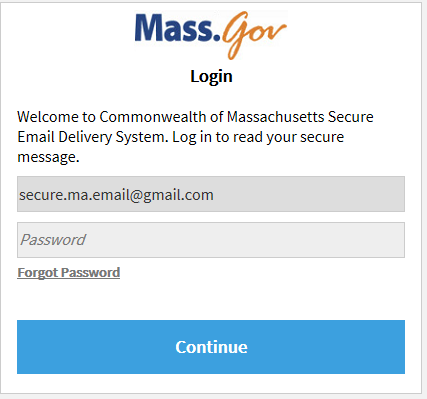 Mass.Gov
Login
Welcome to Commonwealth of Massachusetts Secure
Email Delivery System. Log in to read your secure
message.
secure.ma.email@gmail.com
Password
Forgot Password
Continue